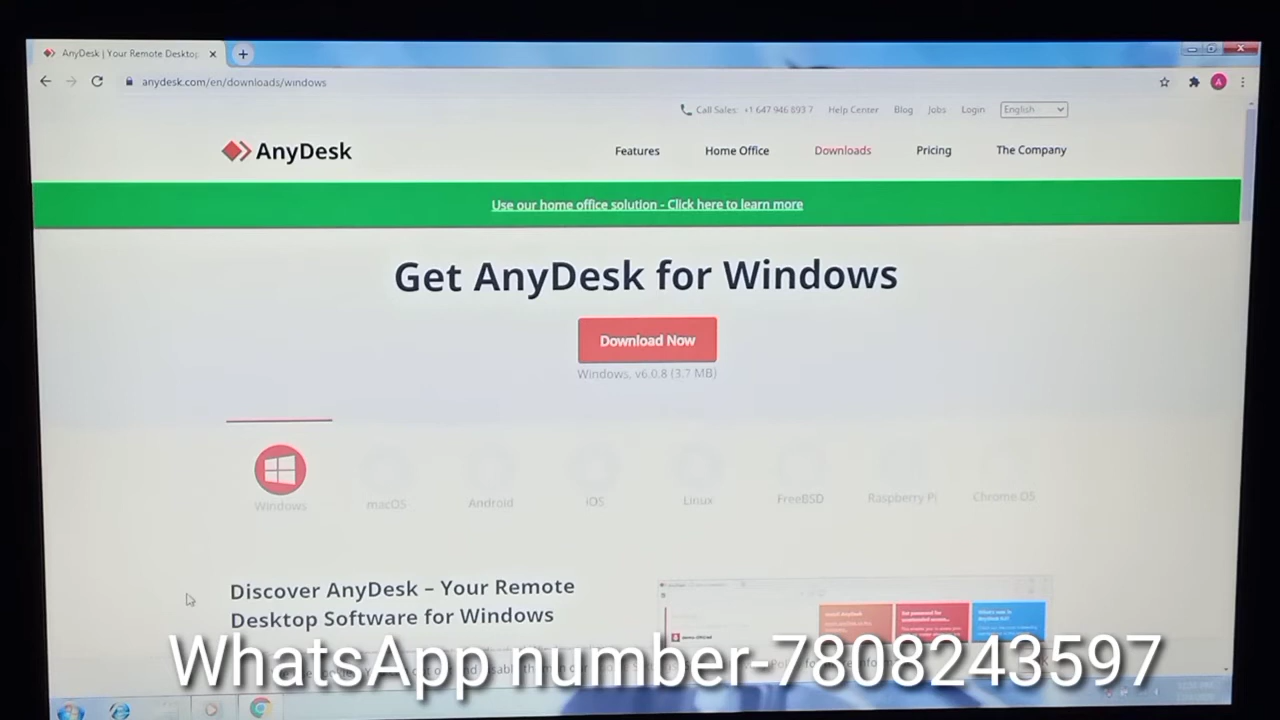 AnyDesk | Your Remote Desktop
anydesk.com/en/downloads/windows
Call Sales: +1 647 946 893 7 Help Center Blog Jobs Login English
AnyDesk Features Home Office Downloads Pricing The Company
Use our home office solution - Click here to learn more
Get AnyDesk for Windows
Download Now
Windows, v6.0.8 (3.7 MB)
Windows macOS Android iOS Linux FreeBSD Raspberry Pi Chrome OS
Discover AnyDesk – Your Remote
Desktop Software for Windows
WhatsApp number-7808243597